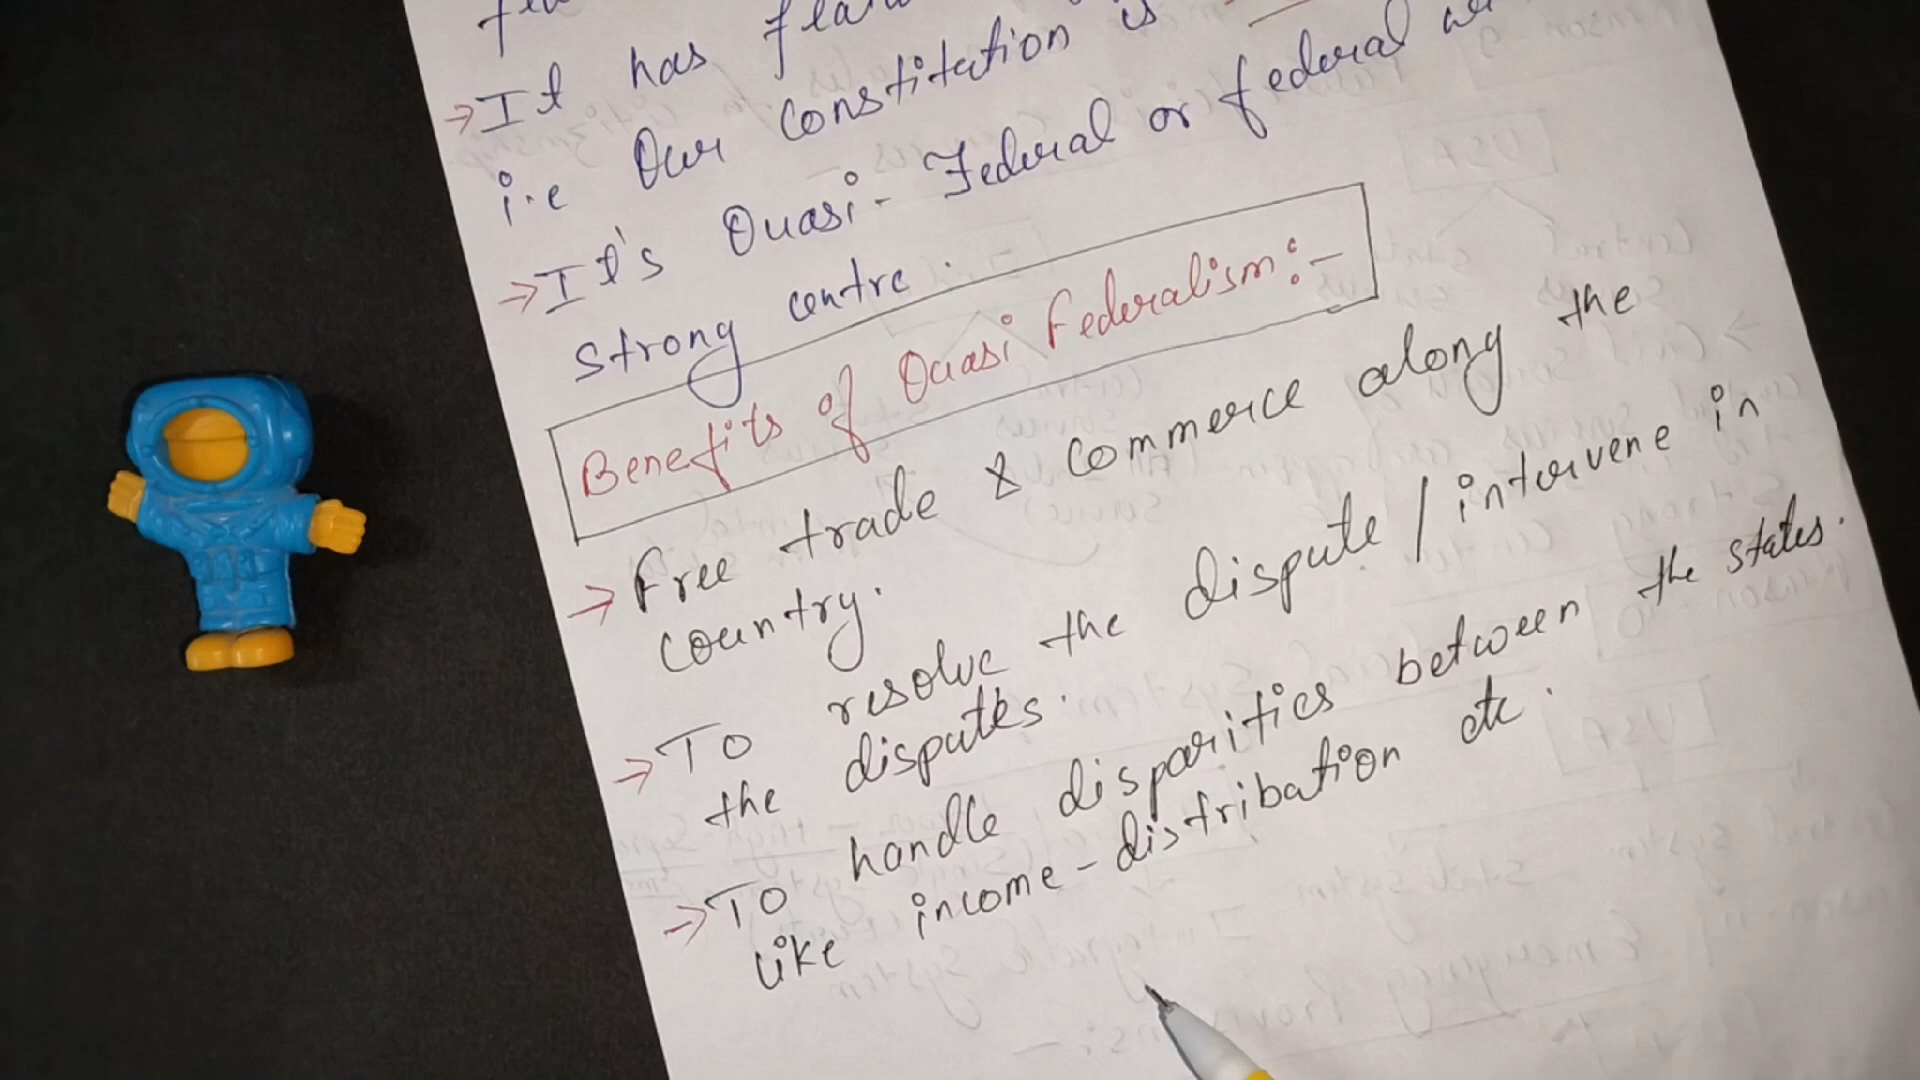 → It has
i.e Our Constitution is
→ It's Quasi-Federal or federal
strong centre.
Benefits of Quasi Federalism:-
→ Free trade & commerce along the
country.
→ To resolve the dispute / intervene in
the disputes.
→ To handle disparities between the states.
like income-distribution etc.